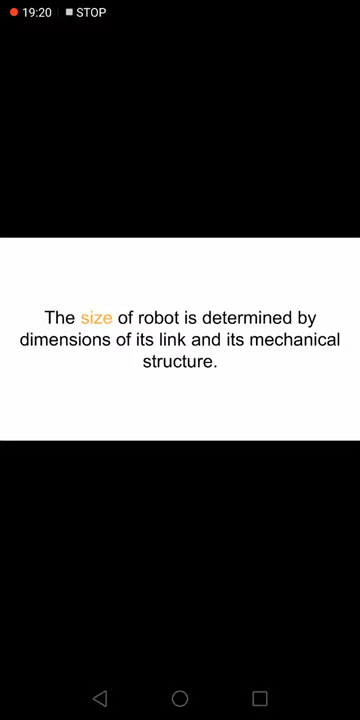 19:20 STOP
The size of robot is determined by
dimensions of its link and its mechanical
structure.